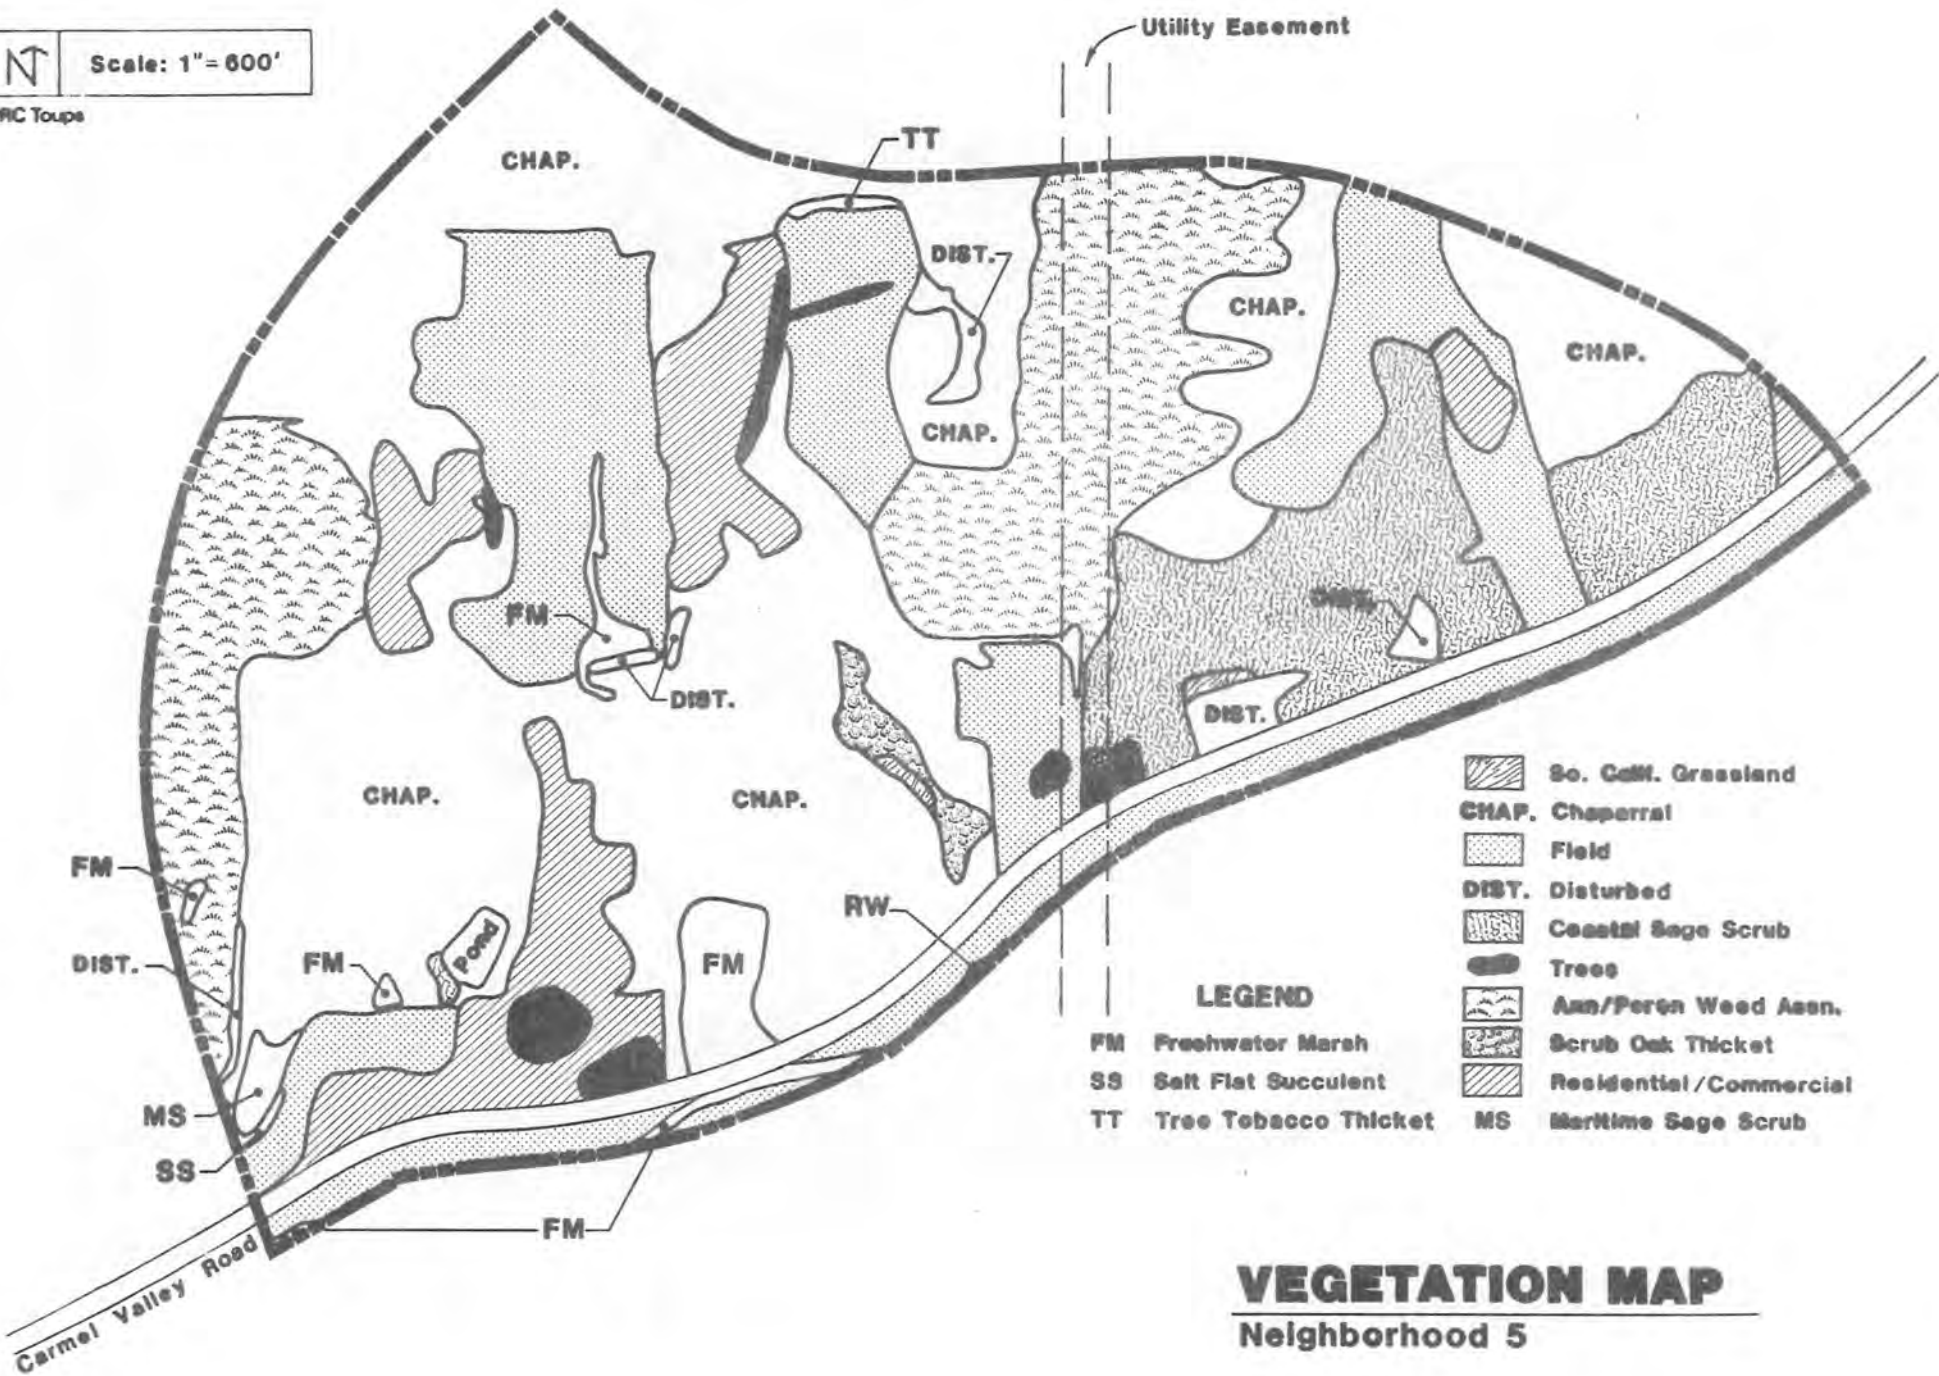 Utility Easement
N
Scale: 1"=600'
RC Toups
TT
CHAP.
DIST.
CHAP.
CHAP.
CHAP.
DIST.
FM
DIST.
DIST.
CHAP.
CHAP.
FM
RW
Pond
FM
FM
DIST.
MS
SS
FM
Carmel Valley Road
So. Calif. Grassland
CHAP. Chaparral
Field
DIST. Disturbed
Coastal Sage Scrub
Trees
Ann/Peren Weed Assn.
Scrub Oak Thicket
Residential/Commercial
MS Maritime Sage Scrub
LEGEND
FM Freshwater Marsh
SS Salt Flat Succulent
TT Tree Tobacco Thicket
VEGETATION MAP
Neighborhood 5